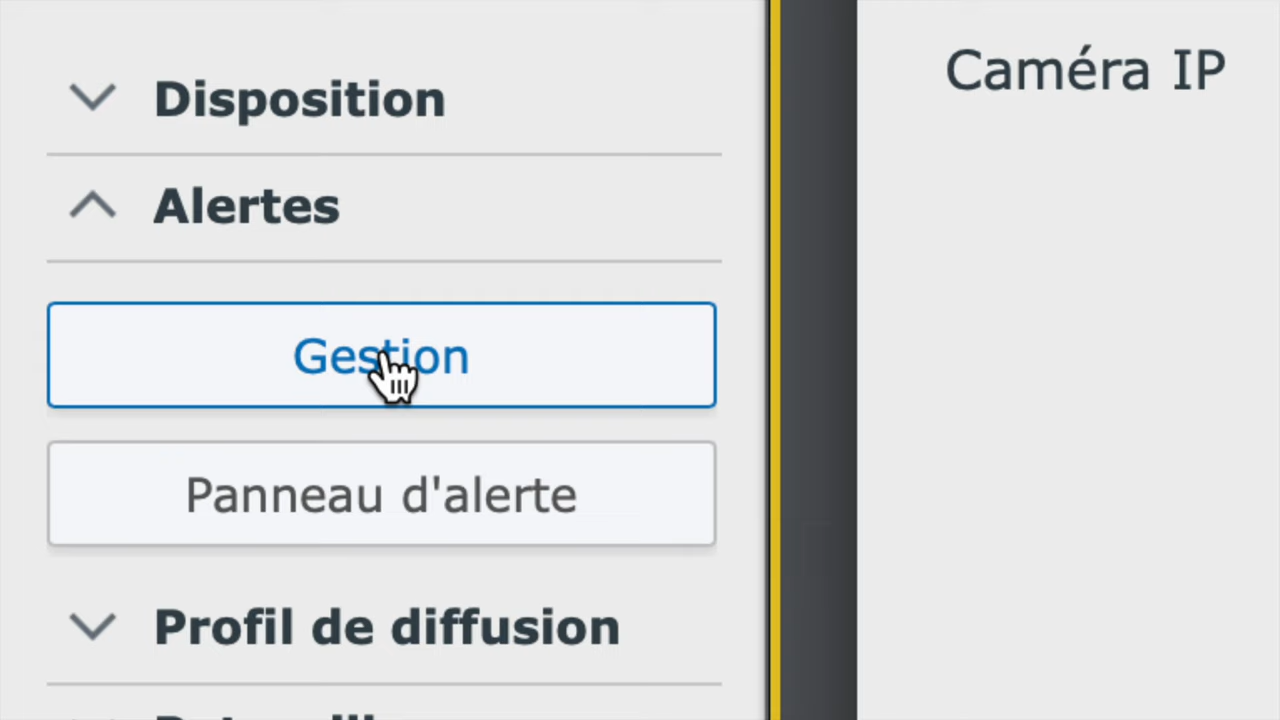 Disposition
Alertes
Gestion
Panneau d'alerte
Profil de diffusion
Caméra IP